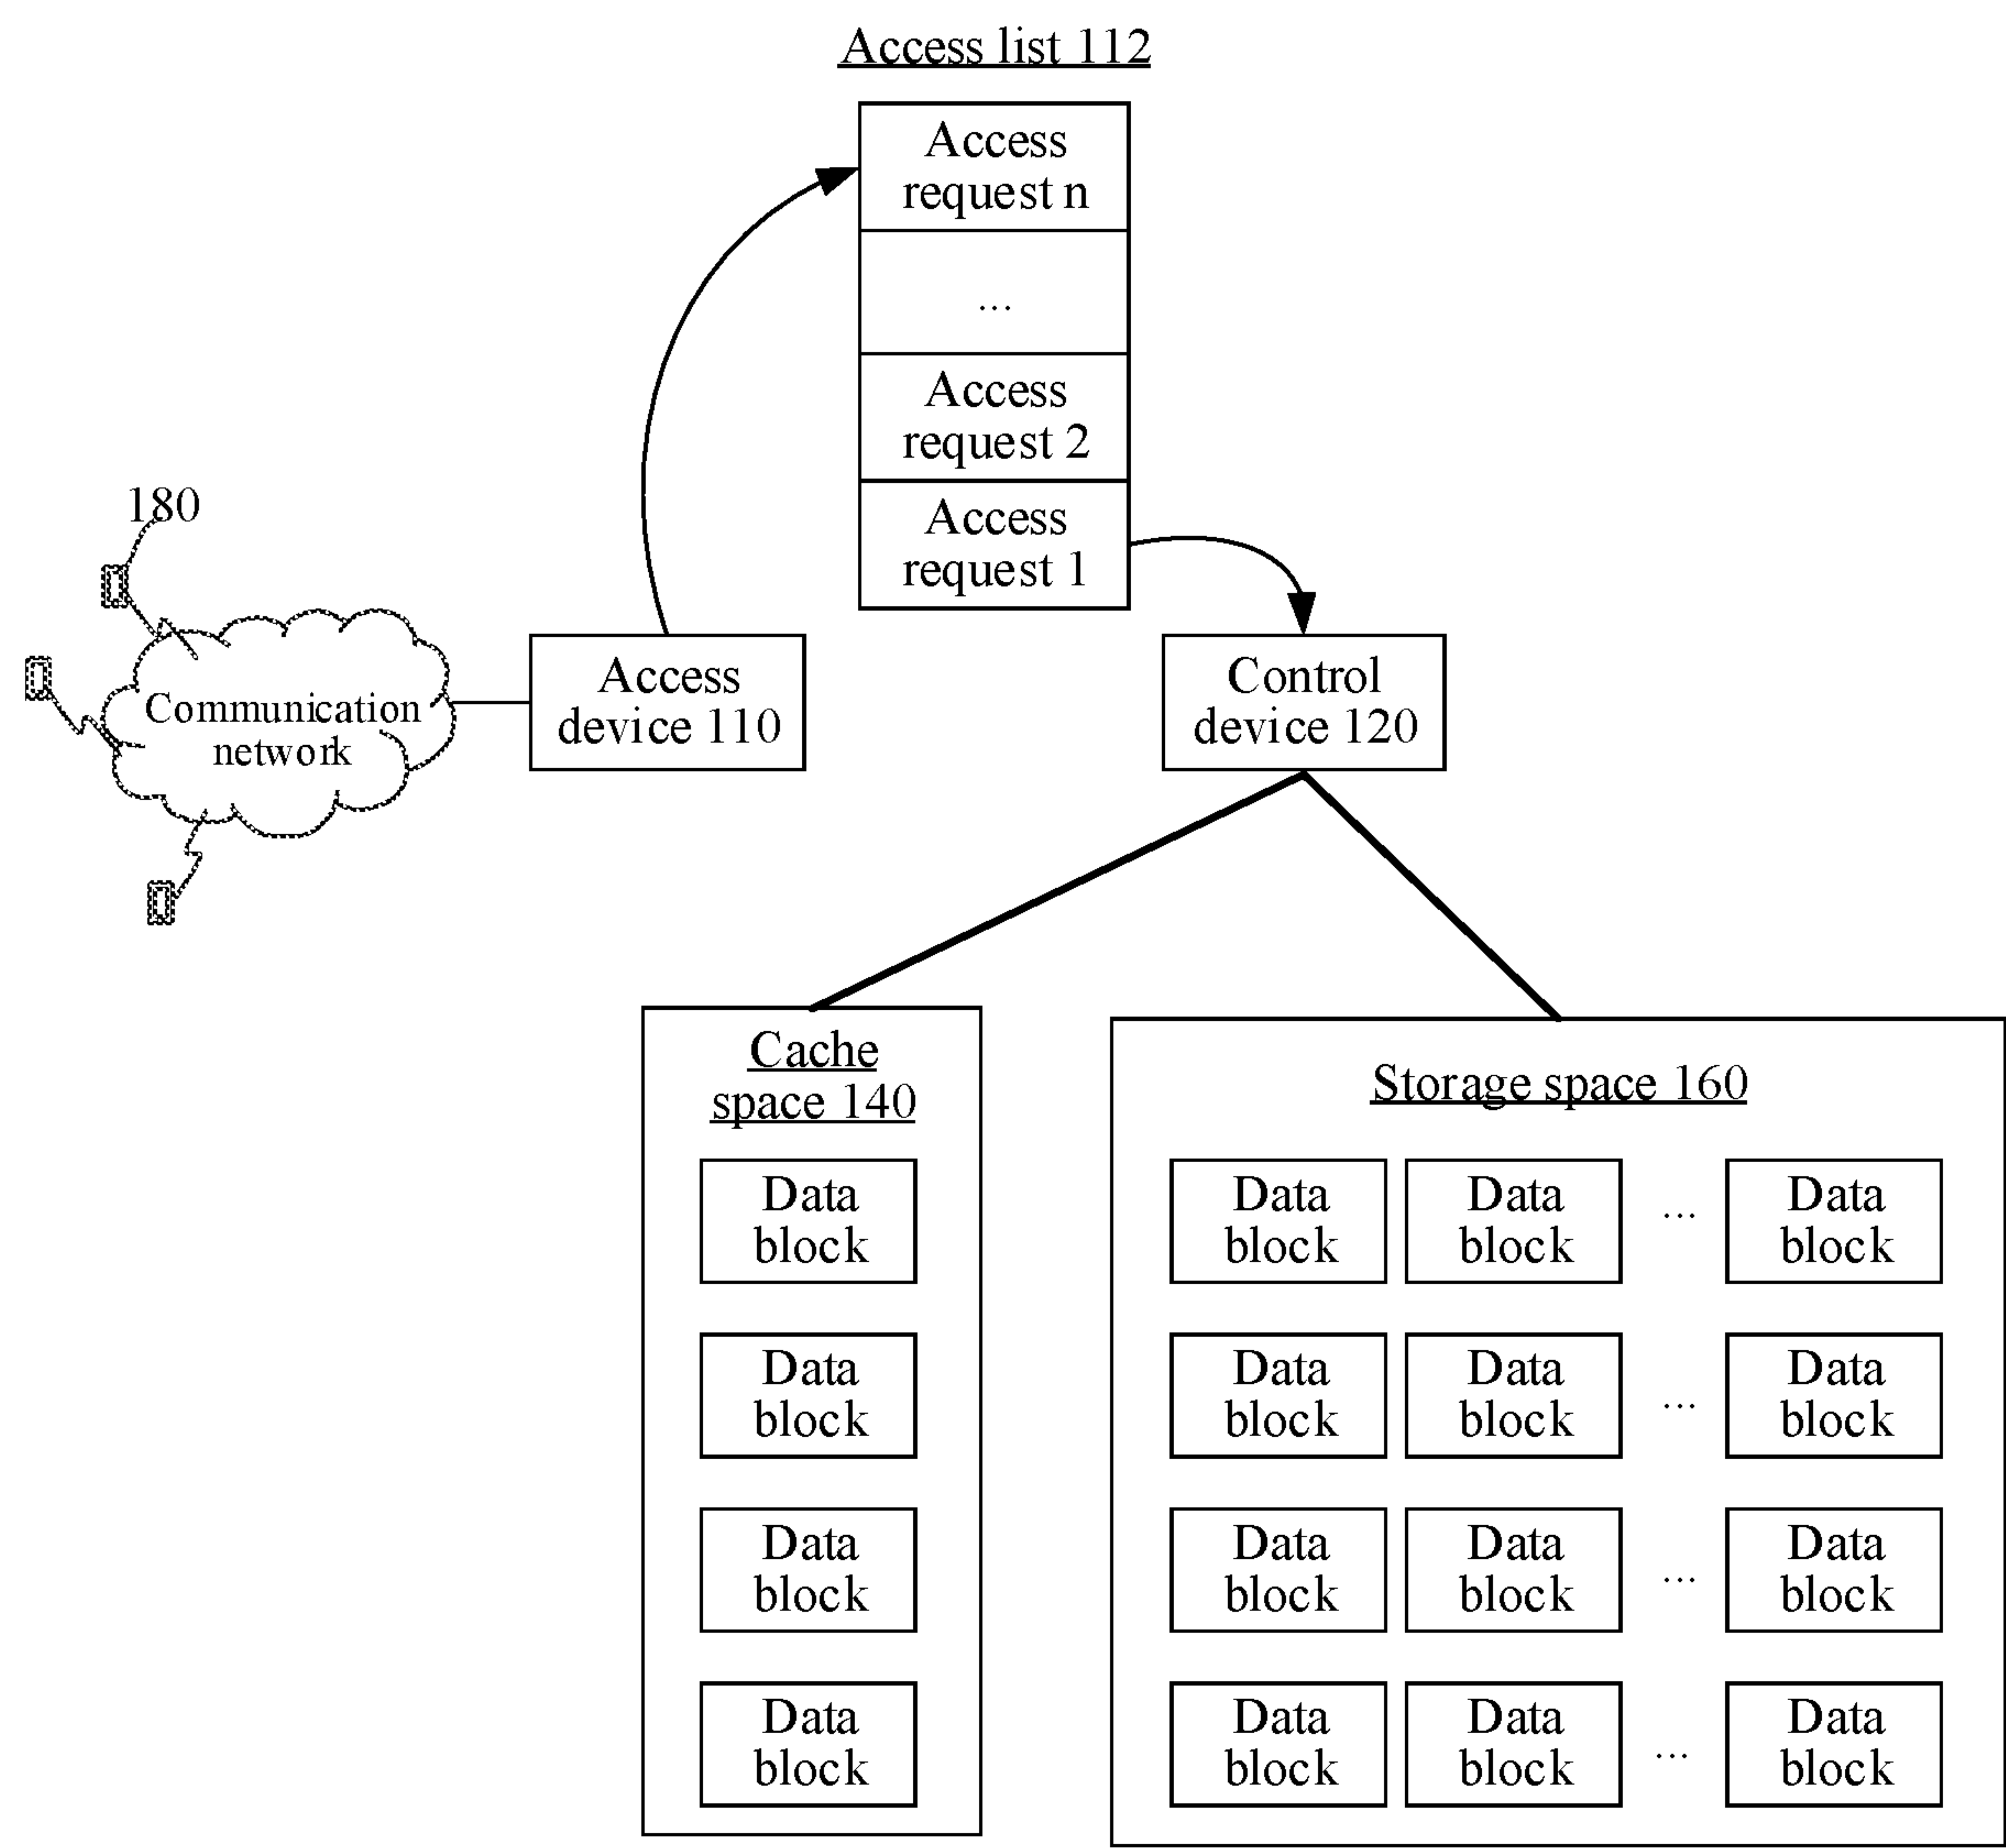 Access list 112
Access
request n
...
Access
request 2
Access
request 1
180
Communication
network
Access
device 110
Control
device 120
Cache
space 140
Data
block
Data
block
Data
block
Data
block
Storage space 160
Data Data ... Data
block block block
Data Data Data
block block ... block
Data Data Data
block block ... block
Data Data Data
block block ... block